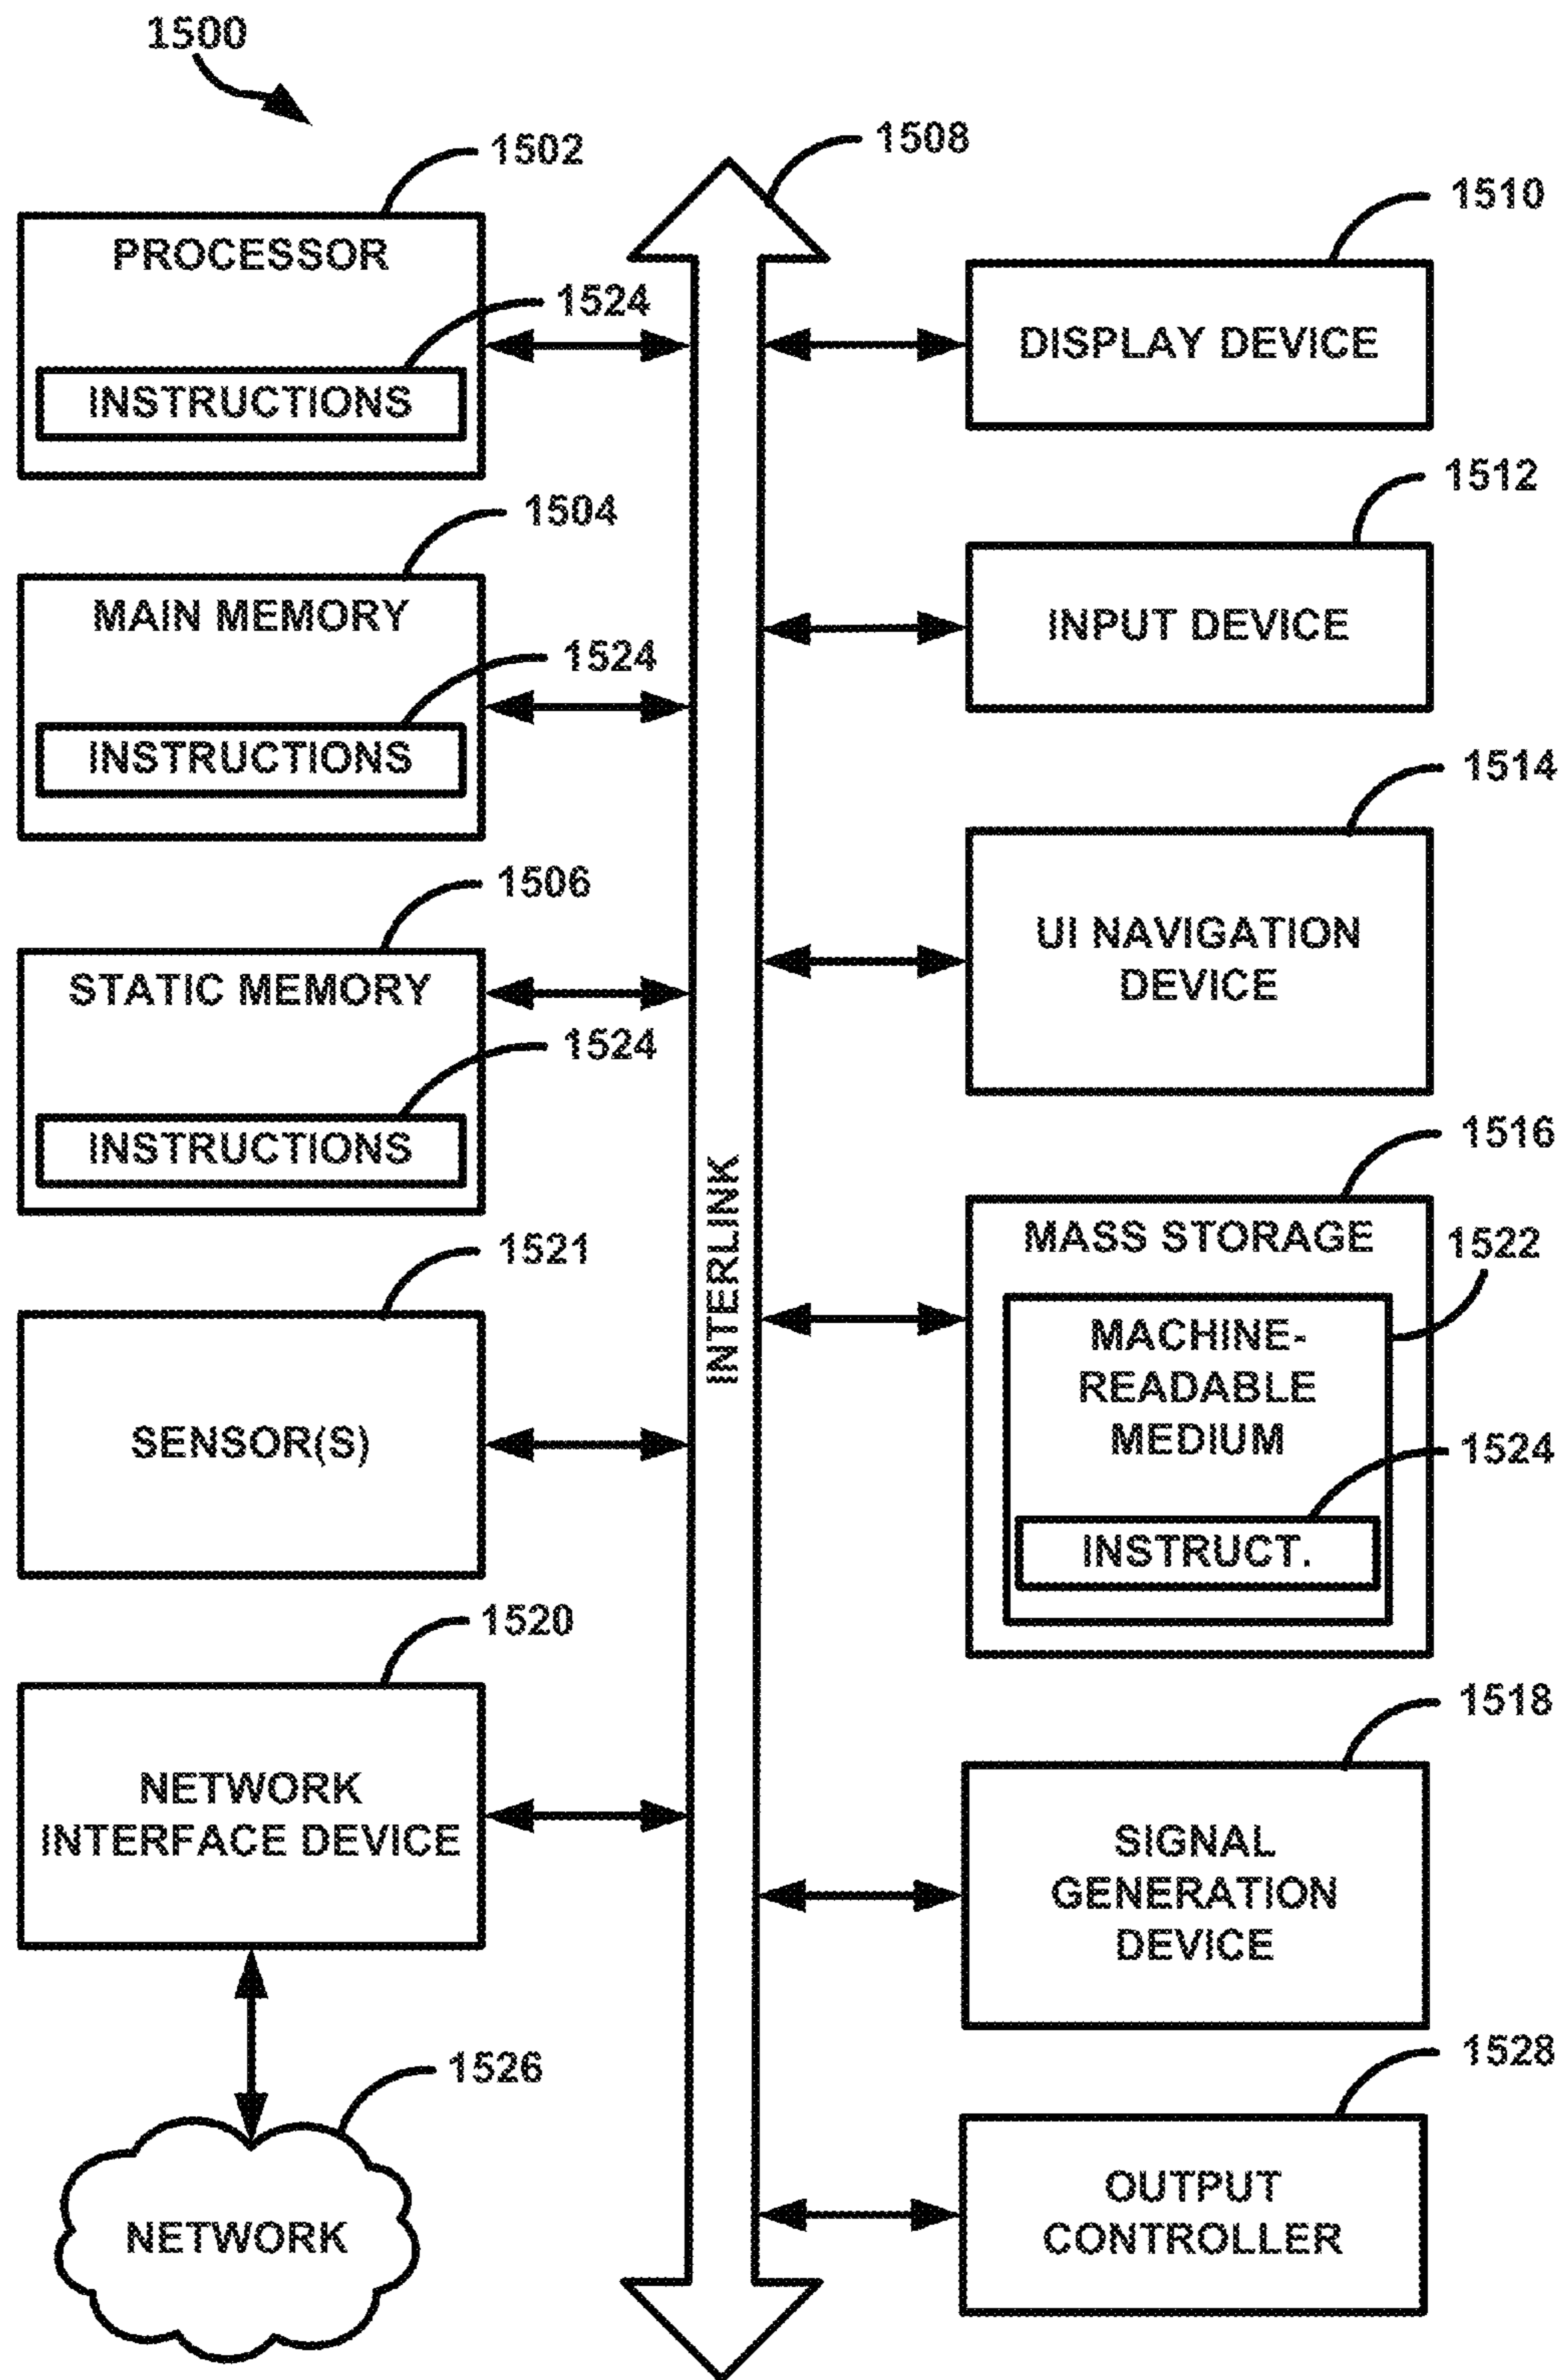 1500
1502
PROCESSOR
1524
INSTRUCTIONS
1504
MAIN MEMORY
1524
INSTRUCTIONS
1506
STATIC MEMORY
1524
INSTRUCTIONS
1521
SENSOR(S)
1520
NETWORK
INTERFACE DEVICE
1526
NETWORK
1508
INTERLINK
1510
DISPLAY DEVICE
1512
INPUT DEVICE
1514
UI NAVIGATION
DEVICE
1516
MASS STORAGE
1522
MACHINE-
READABLE
MEDIUM
1524
INSTRUCT.
1518
SIGNAL
GENERATION
DEVICE
1528
OUTPUT
CONTROLLER